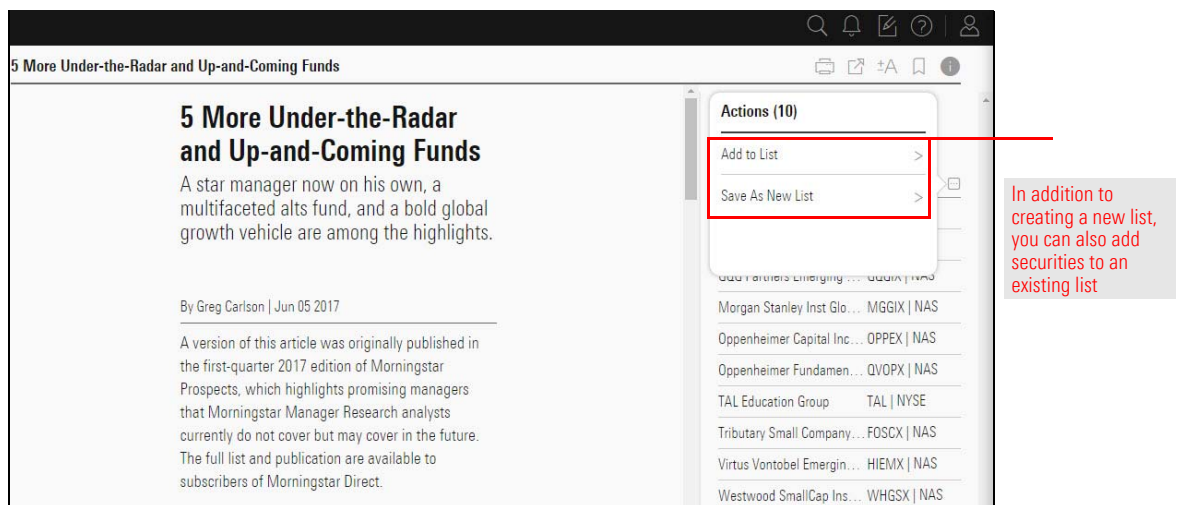 5 More Under-the-Radar and Up-and-Coming Funds
±A
5 More Under-the-Radar
and Up-and-Coming Funds
A star manager now on his own, a
multifaceted alts fund, and a bold global
growth vehicle are among the highlights.
By Greg Carlson | Jun 05 2017
A version of this article was originally published in
the first-quarter 2017 edition of Morningstar
Prospects, which highlights promising managers
that Morningstar Manager Research analysts
currently do not cover but may cover in the future.
The full list and publication are available to
subscribers of Morningstar Direct.
Actions (10)
Add to List >
Save As New List >
GQG Partners Emerging ... GQGIX | NAS
Morgan Stanley Inst Glo... MGGIX | NAS
Oppenheimer Capital Inc... OPPEX | NAS
Oppenheimer Fundamen... QVOPX | NAS
TAL Education Group TAL | NYSE
Tributary Small Company... FOSCX | NAS
Virtus Vontobel Emergin... HIEMX | NAS
Westwood SmallCap Ins... WHGSX | NAS
In addition to
creating a new list,
you can also add
securities to an
existing list